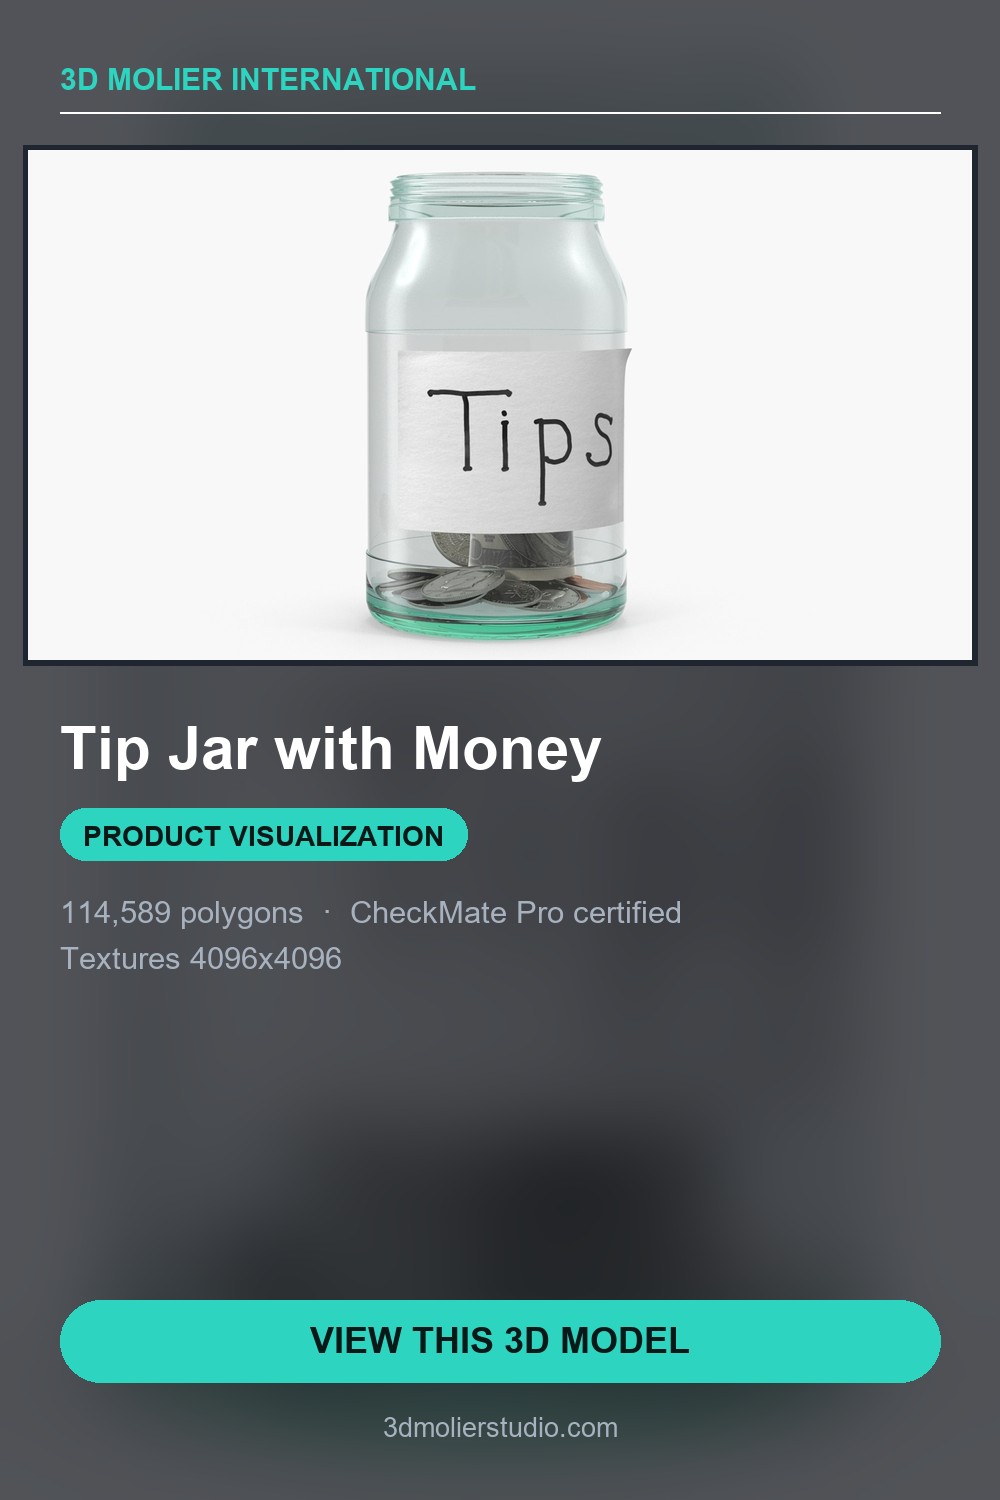 3D MOLIER INTERNATIONAL
Tips
Tip Jar with Money
PRODUCT VISUALIZATION
114,589 polygons · CheckMate Pro certified
Textures 4096x4096
VIEW THIS 3D MODEL
3dmolierstudio.com